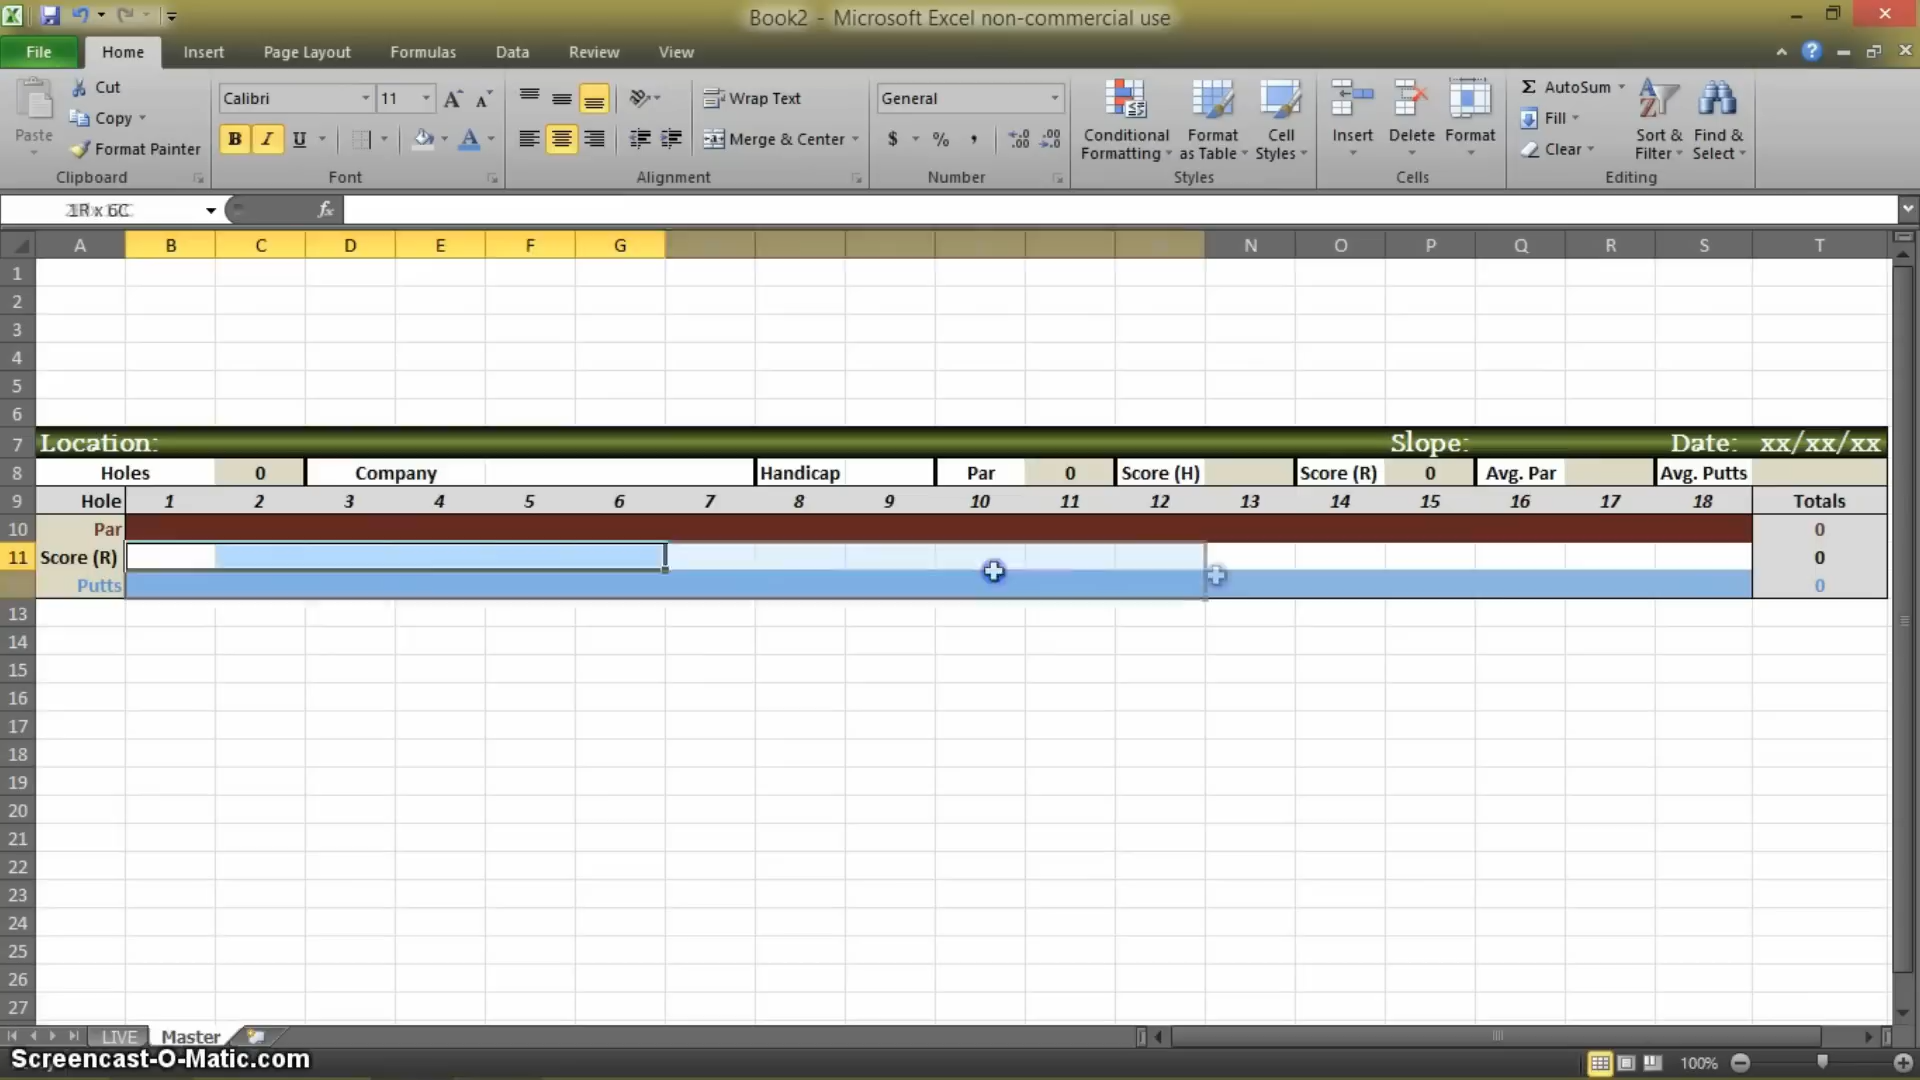 Book2 - Microsoft Excel non-commercial use
File Home Insert Page Layout Formulas Data Review View
Cut
Copy
Format Painter
Paste
Clipboard
Calibri 11
B I U
Font
Wrap Text
Merge & Center
Alignment
General
$ % ,
Number
Conditional Formatting
Format as Table
Cell Styles
Styles
Insert Delete Format
Cells
AutoSum
Fill
Clear
Sort & Filter
Find & Select
Editing
1R x 6C fx
A B C D E F G N O P Q R S T
1
2
3
4
5
6
7 Location: Slope: Date: xx/xx/xx
8 Holes 0 Company Handicap Par 0 Score (H) Score (R) 0 Avg. Par Avg. Putts
9 Hole 1 2 3 4 5 6 7 8 9 10 11 12 13 14 15 16 17 18 Totals
10 Par 0
11 Score (R) 0
Putts 0
13
14
15
16
17
18
19
20
21
22
23
24
25
26
27
LIVE Master
Screencast-O-Matic.com 100%